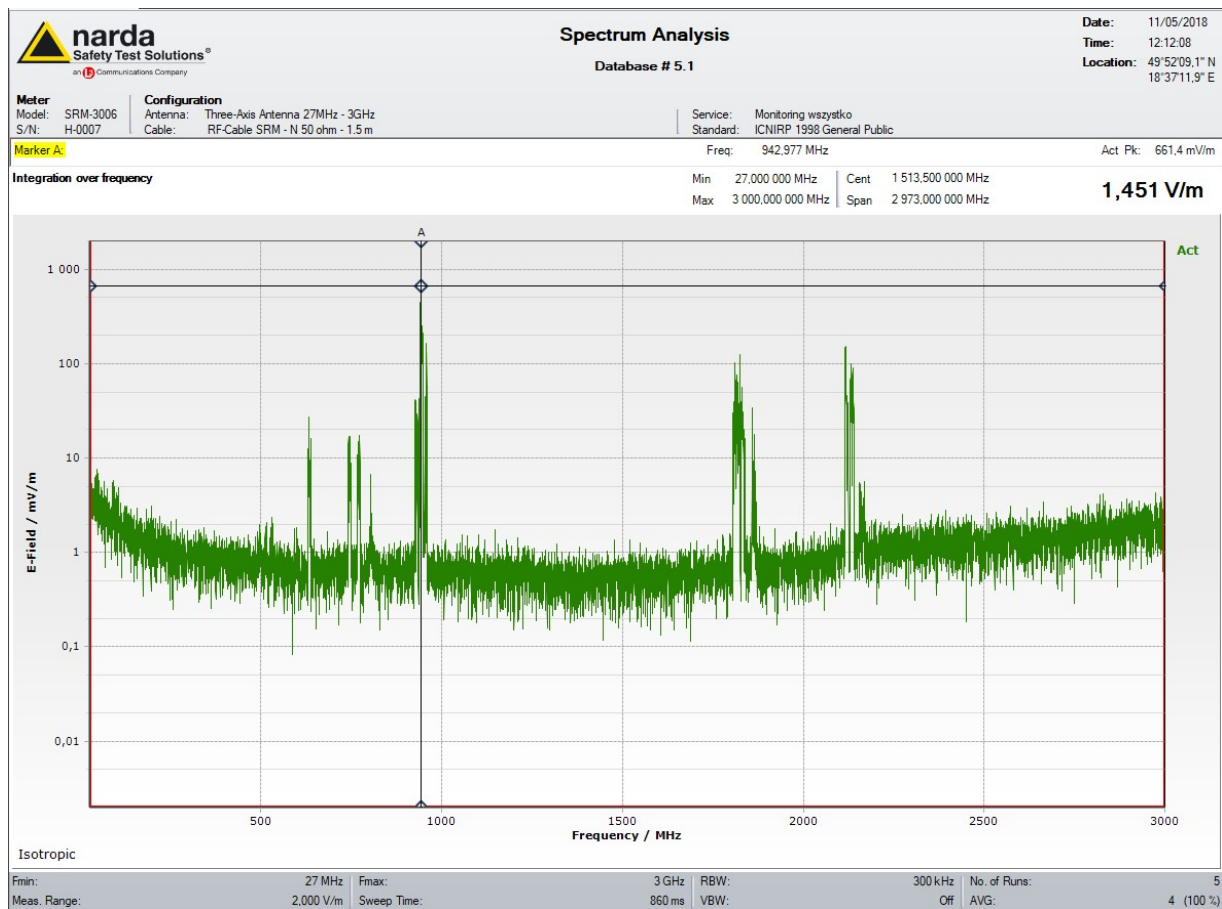 narda
Safety Test Solutions®
an L3 Communications Company
Spectrum Analysis
Database # 5.1
Date: 11/05/2018
Time: 12:12:08
Location: 49°52'09,1" N
18°37'11,9" E
Meter
Model: SRM-3006
S/N: H-0007
Configuration
Antenna: Three-Axis Antenna 27MHz - 3GHz
Cable: RF-Cable SRM - N 50 ohm - 1.5 m
Service: Monitoring wszystko
Standard: ICNIRP 1998 General Public
Marker A: Freq: 942,977 MHz Act Pk: 661,4 mV/m
Integration over frequency
Min 27,000 000 MHz Cent 1 513,500 000 MHz
Max 3 000,000 000 MHz Span 2 973,000 000 MHz
1,451 V/m
A
Act
1 000
100
10
1
0,1
0,01
E-Field / mV/m
500 1000 1500 2000 2500 3000
Frequency / MHz
Isotropic
Fmin: 27 MHz Fmax: 3 GHz RBW: 300 kHz No. of Runs: 5
Meas. Range: 2,000 V/m Sweep Time: 860 ms VBW: Off AVG: 4 (100 %)